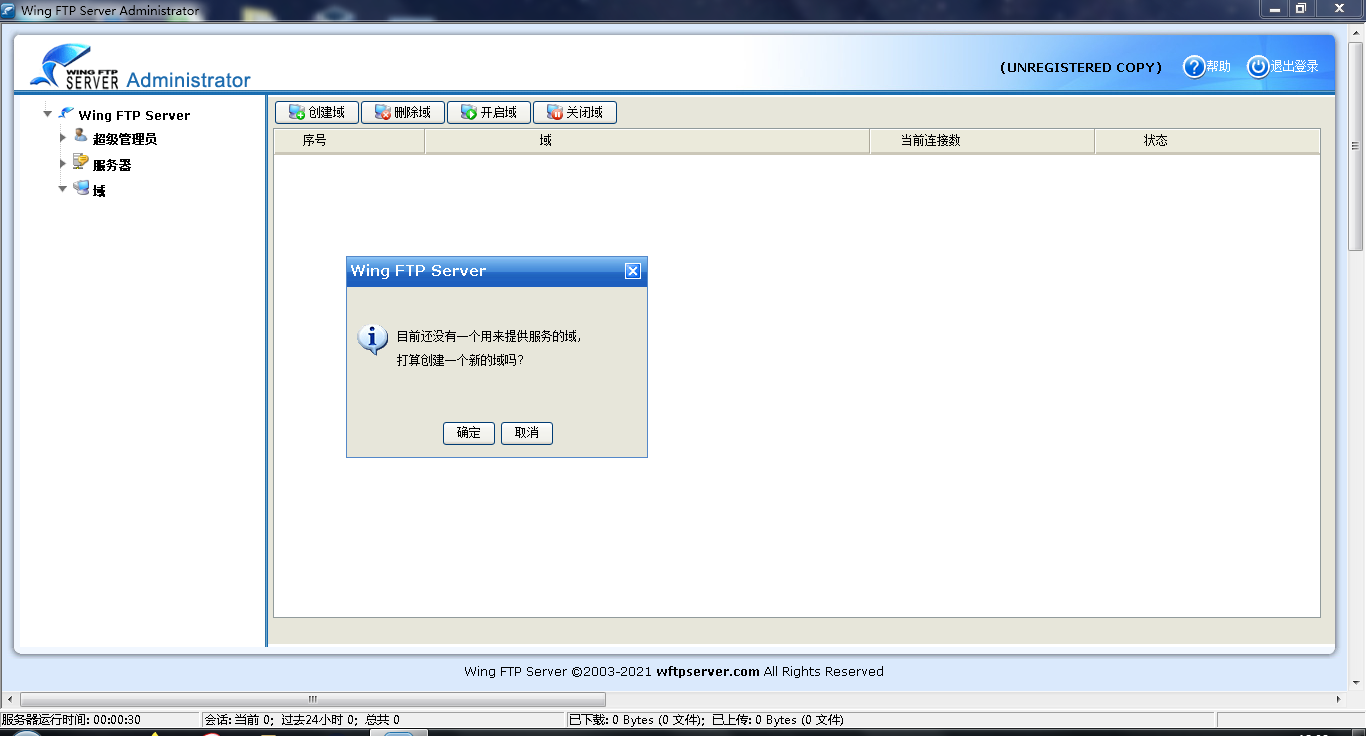 Wing FTP Server Administrator
WING FTP SERVER Administrator
(UNREGISTERED COPY)
帮助
退出登录
Wing FTP Server
超级管理员
服务器
域
创建域
删除域
开启域
关闭域
序号
域
当前连接数
状态
Wing FTP Server
目前还没有一个用来提供服务的域,
打算创建一个新的域吗?
确定
取消
Wing FTP Server ©2003-2021 wftpserver.com All Rights Reserved
服务器运行时间: 00:00:30
会话: 当前 0; 过去24小时 0; 总共 0
已下载: 0 Bytes (0 文件); 已上传: 0 Bytes (0 文件)